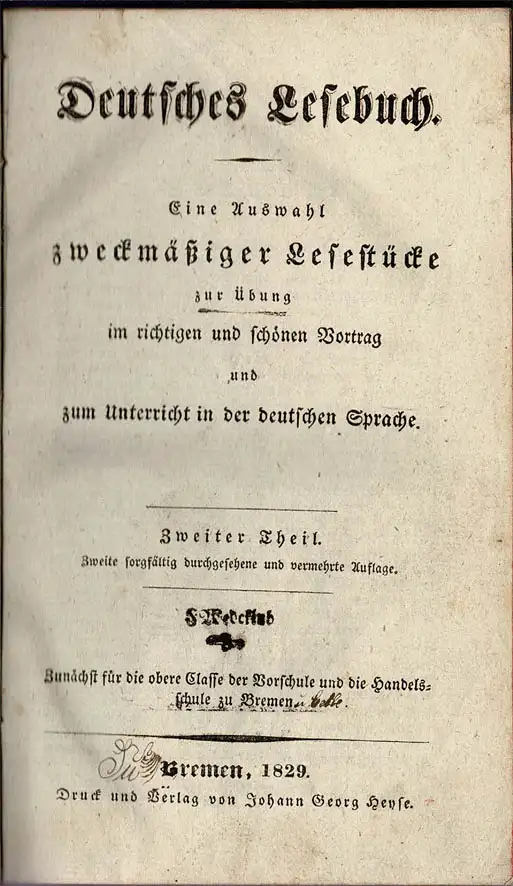 Deutsches Lesebuch.
Eine Auswahl
zweckmäßiger Lesestücke
zur Übung
im richtigen und schönen Vortrag
und
zum Unterricht in der deutschen Sprache.
Zweiter Theil.
Zweite sorgfältig durchgesehene und vermehrte Auflage.
Zunächst für die obere Classe der Vorschule und die Handels-
schule zu Bremen
Bremen, 1829.
Druck und Verlag von Johann Georg Heyse.